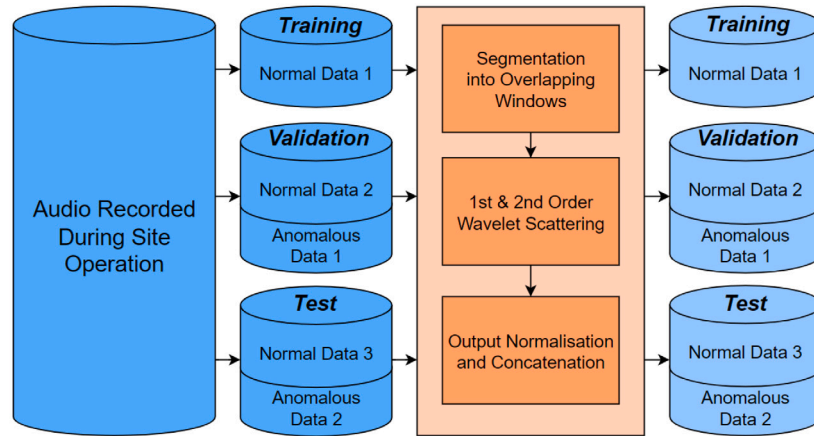 Audio Recorded
During Site
Operation
Training
Normal Data 1
Validation
Normal Data 2
Anomalous
Data 1
Test
Normal Data 3
Anomalous
Data 2
Segmentation
into Overlapping
Windows
1st & 2nd Order
Wavelet Scattering
Output Normalisation
and Concatenation
Training
Normal Data 1
Validation
Normal Data 2
Anomalous
Data 1
Test
Normal Data 3
Anomalous
Data 2